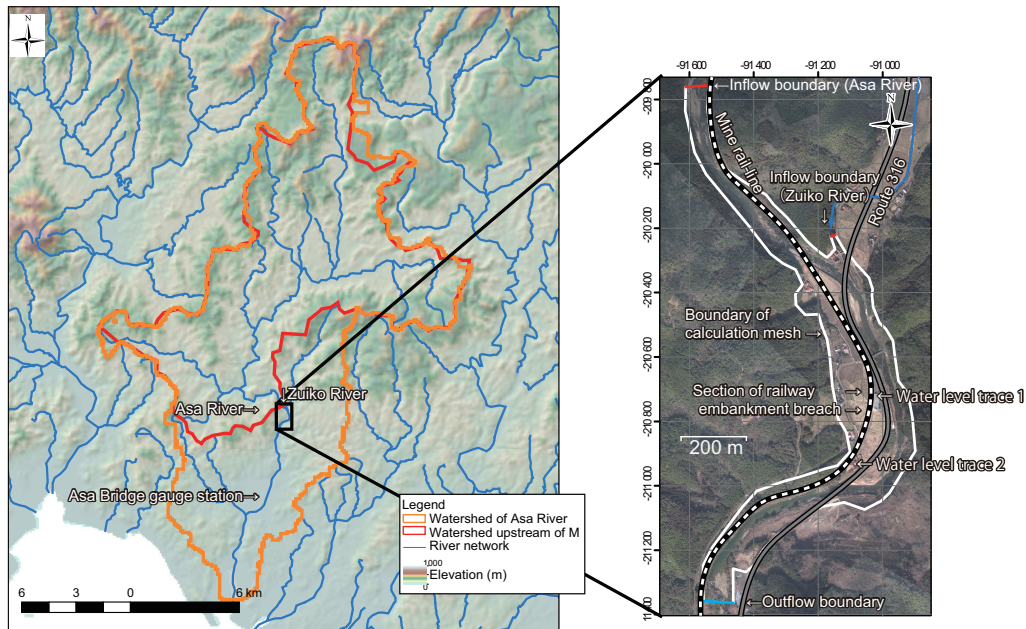 N
Asa River→
↓Zuiko River
Asa Bridge gauge station→
6 3 0 6 km
Legend
Watershed of Asa River
Watershed upstream of M
River network
1,000
Elevation (m)
0
-91 600 -91 400 -91 200 -91 000
-210 000
-210 200
-210 400
-210 600
-210 800
-211 000
-211 200
←Inflow boundary (Asa River)
N
Mine rail-line
Inflow boundary
(Zuiko River)
↓
Route 316
Boundary of
calculation mesh
Section of railway →
embankment breach→
←Water level trace 1
200 m
←Water level trace 2
←Outflow boundary